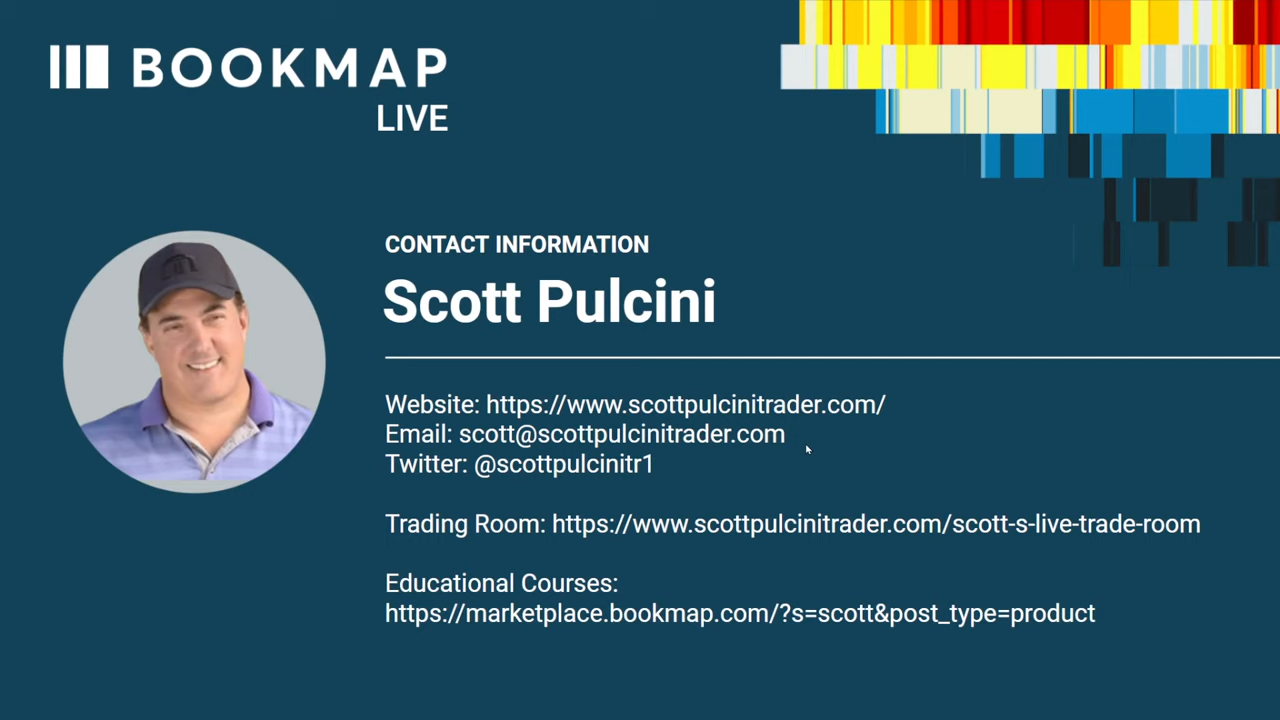 BOOKMAP
LIVE
CONTACT INFORMATION
Scott Pulcini
Website: https://www.scottpulcinitrader.com/
Email: scott@scottpulcinitrader.com
Twitter: @scottpulcinitr1
Trading Room: https://www.scottpulcinitrader.com/scott-s-live-trade-room
Educational Courses:
https://marketplace.bookmap.com/?s=scott&post_type=product